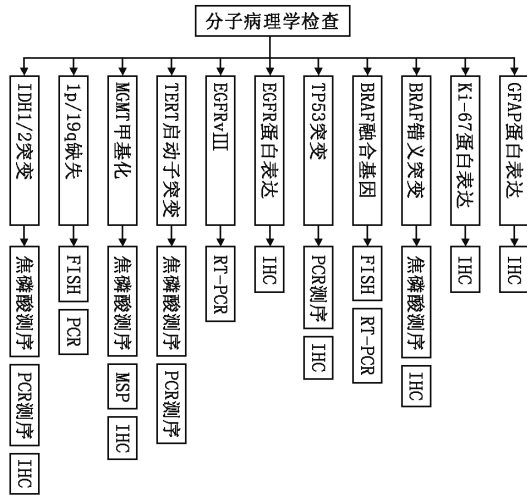 分子病理学检查
IDH1/2突变
1p/19q缺失
MGMT甲基化
TERT启动子突变
EGFRvIII
EGFR蛋白表达
TP53突变
BRAF融合基因
BRAF错义突变
Ki-67蛋白表达
GFAP蛋白表达
焦磷酸测序
PCR测序
IHC
FISH
PCR
焦磷酸测序
MSP
IHC
焦磷酸测序
PCR测序
RT-PCR
IHC
PCR测序
IHC
FISH
RT-PCR
焦磷酸测序
IHC
IHC
IHC